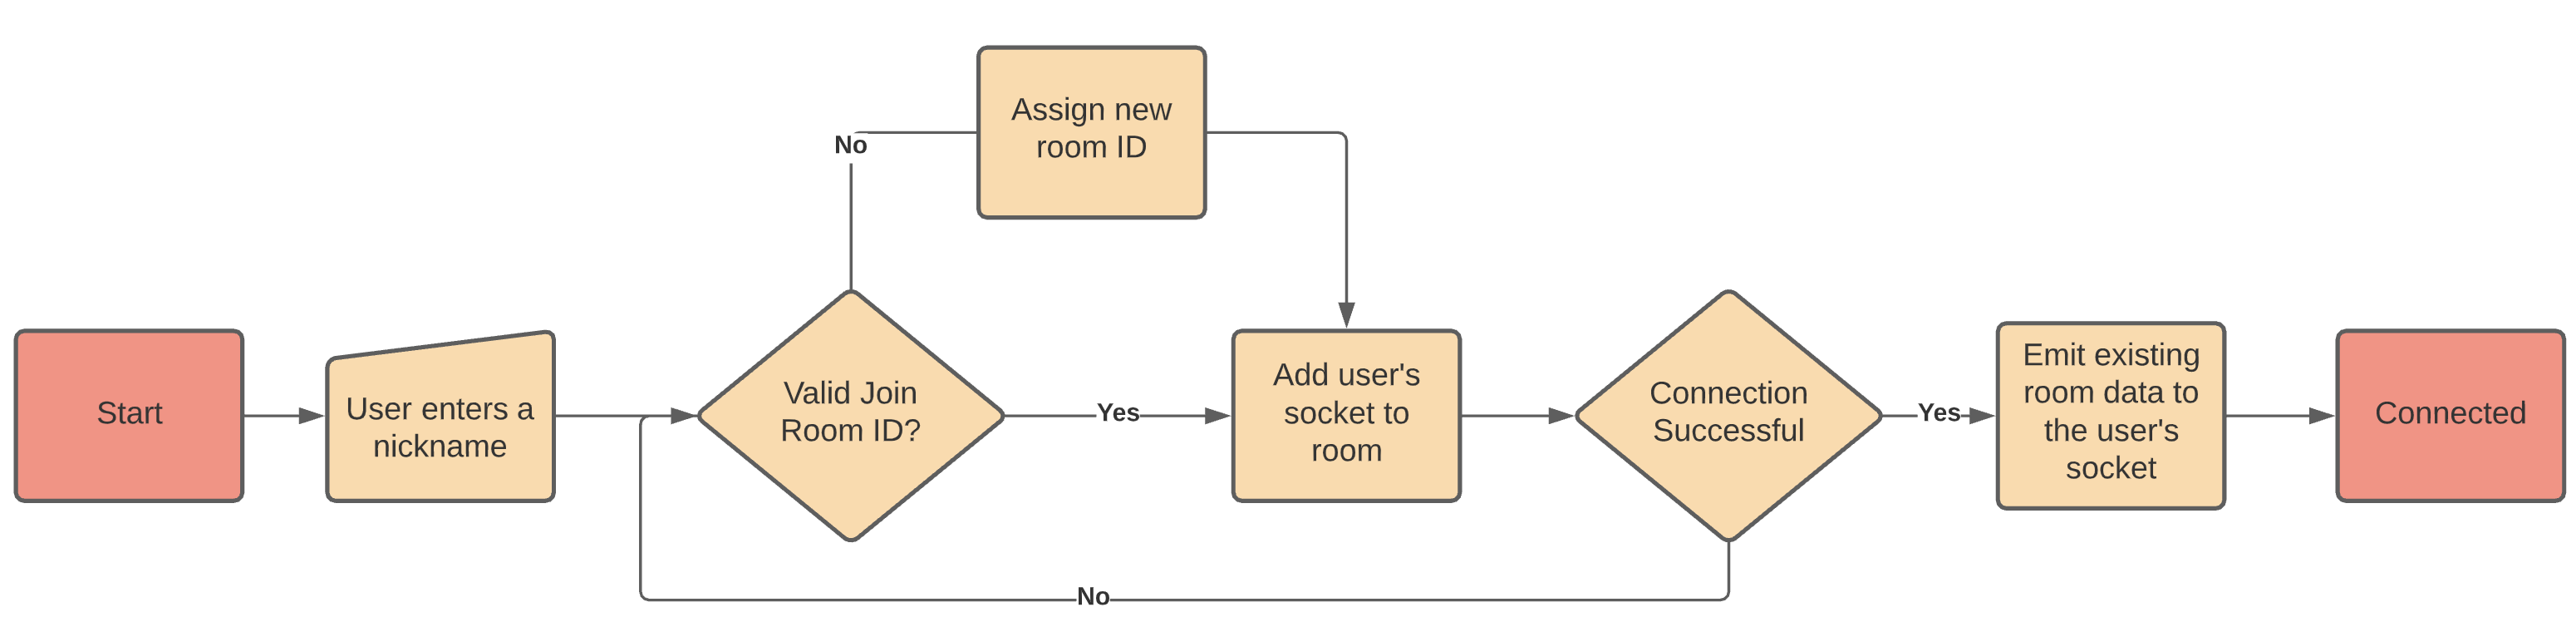 Assign new
room ID
No
Start
User enters a
nickname
Valid Join
Room ID?
Yes
Add user's
socket to
room
Connection
Successful
Yes
Emit existing
room data to
the user's
socket
Connected
No